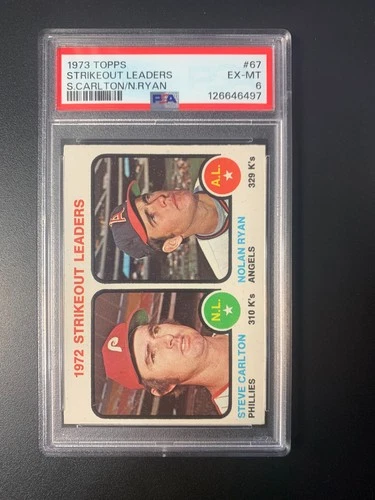 1973 TOPPS #67
STRIKEOUT LEADERS EX-MT
S.CARLTON/N.RYAN 6
PSA 126646497
1972 STRIKEOUT LEADERS
P
N.L.
310 K's
STEVE CARLTON
PHILLIES
A.L.
329 K's
NOLAN RYAN
ANGELS